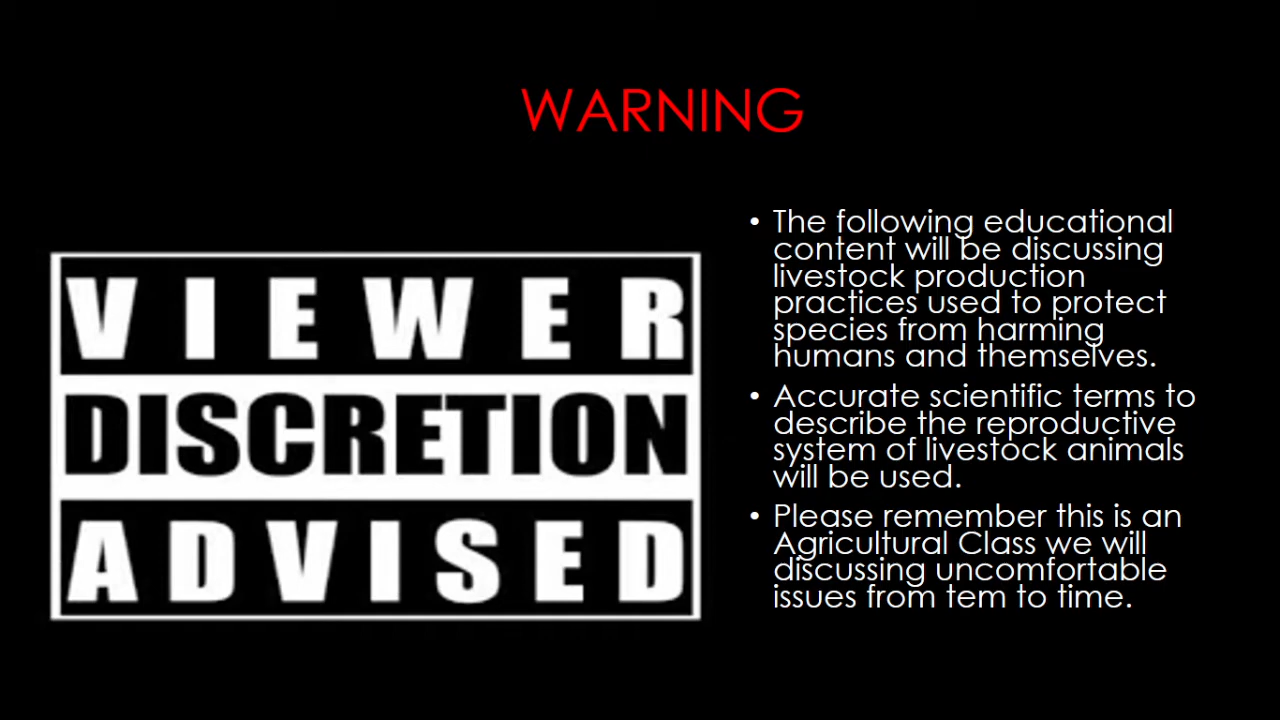 WARNING
VIEWER
DISCRETION
ADVISED
• The following educational
content will be discussing
livestock production
practices used to protect
species from harming
humans and themselves.
• Accurate scientific terms to
describe the reproductive
system of livestock animals
will be used.
• Please remember this is an
Agricultural Class we will
discussing uncomfortable
issues from tem to time.